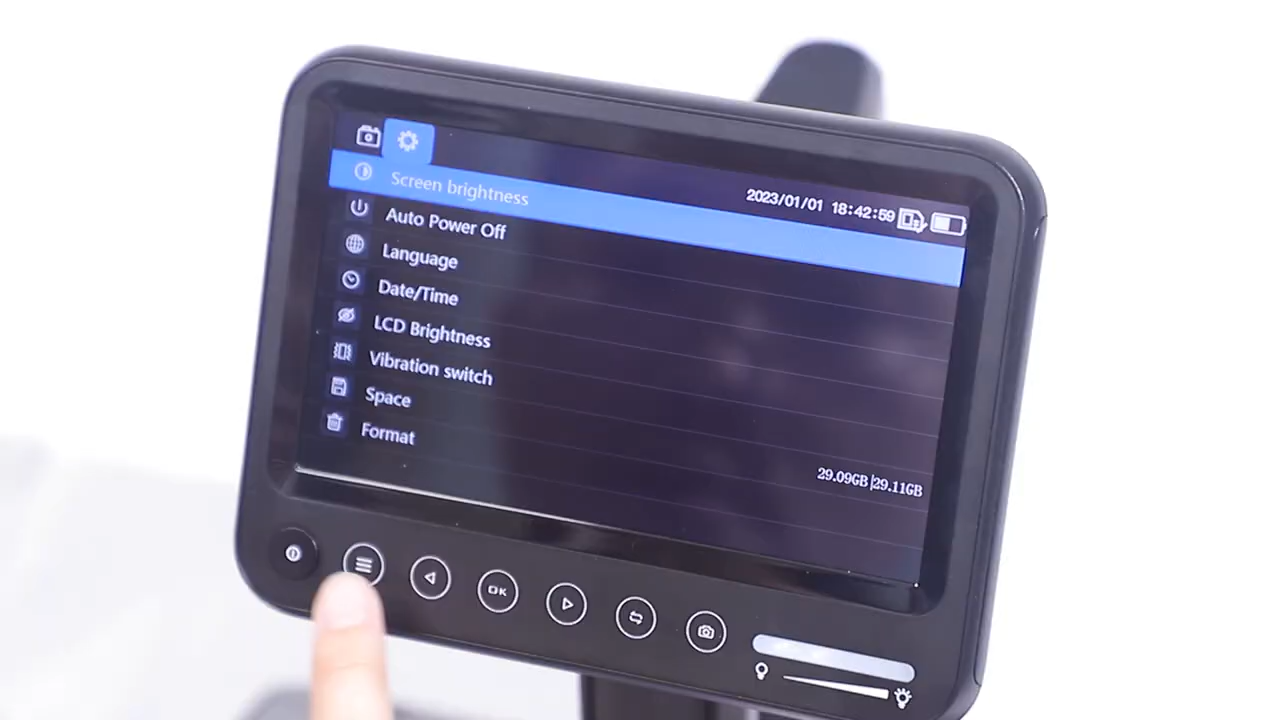 2023/01/01 18:42:59
Screen brightness
Auto Power Off
Language
Date/Time
LCD Brightness
Vibration switch
Space
29.09GB|29.11GB
Format
OK